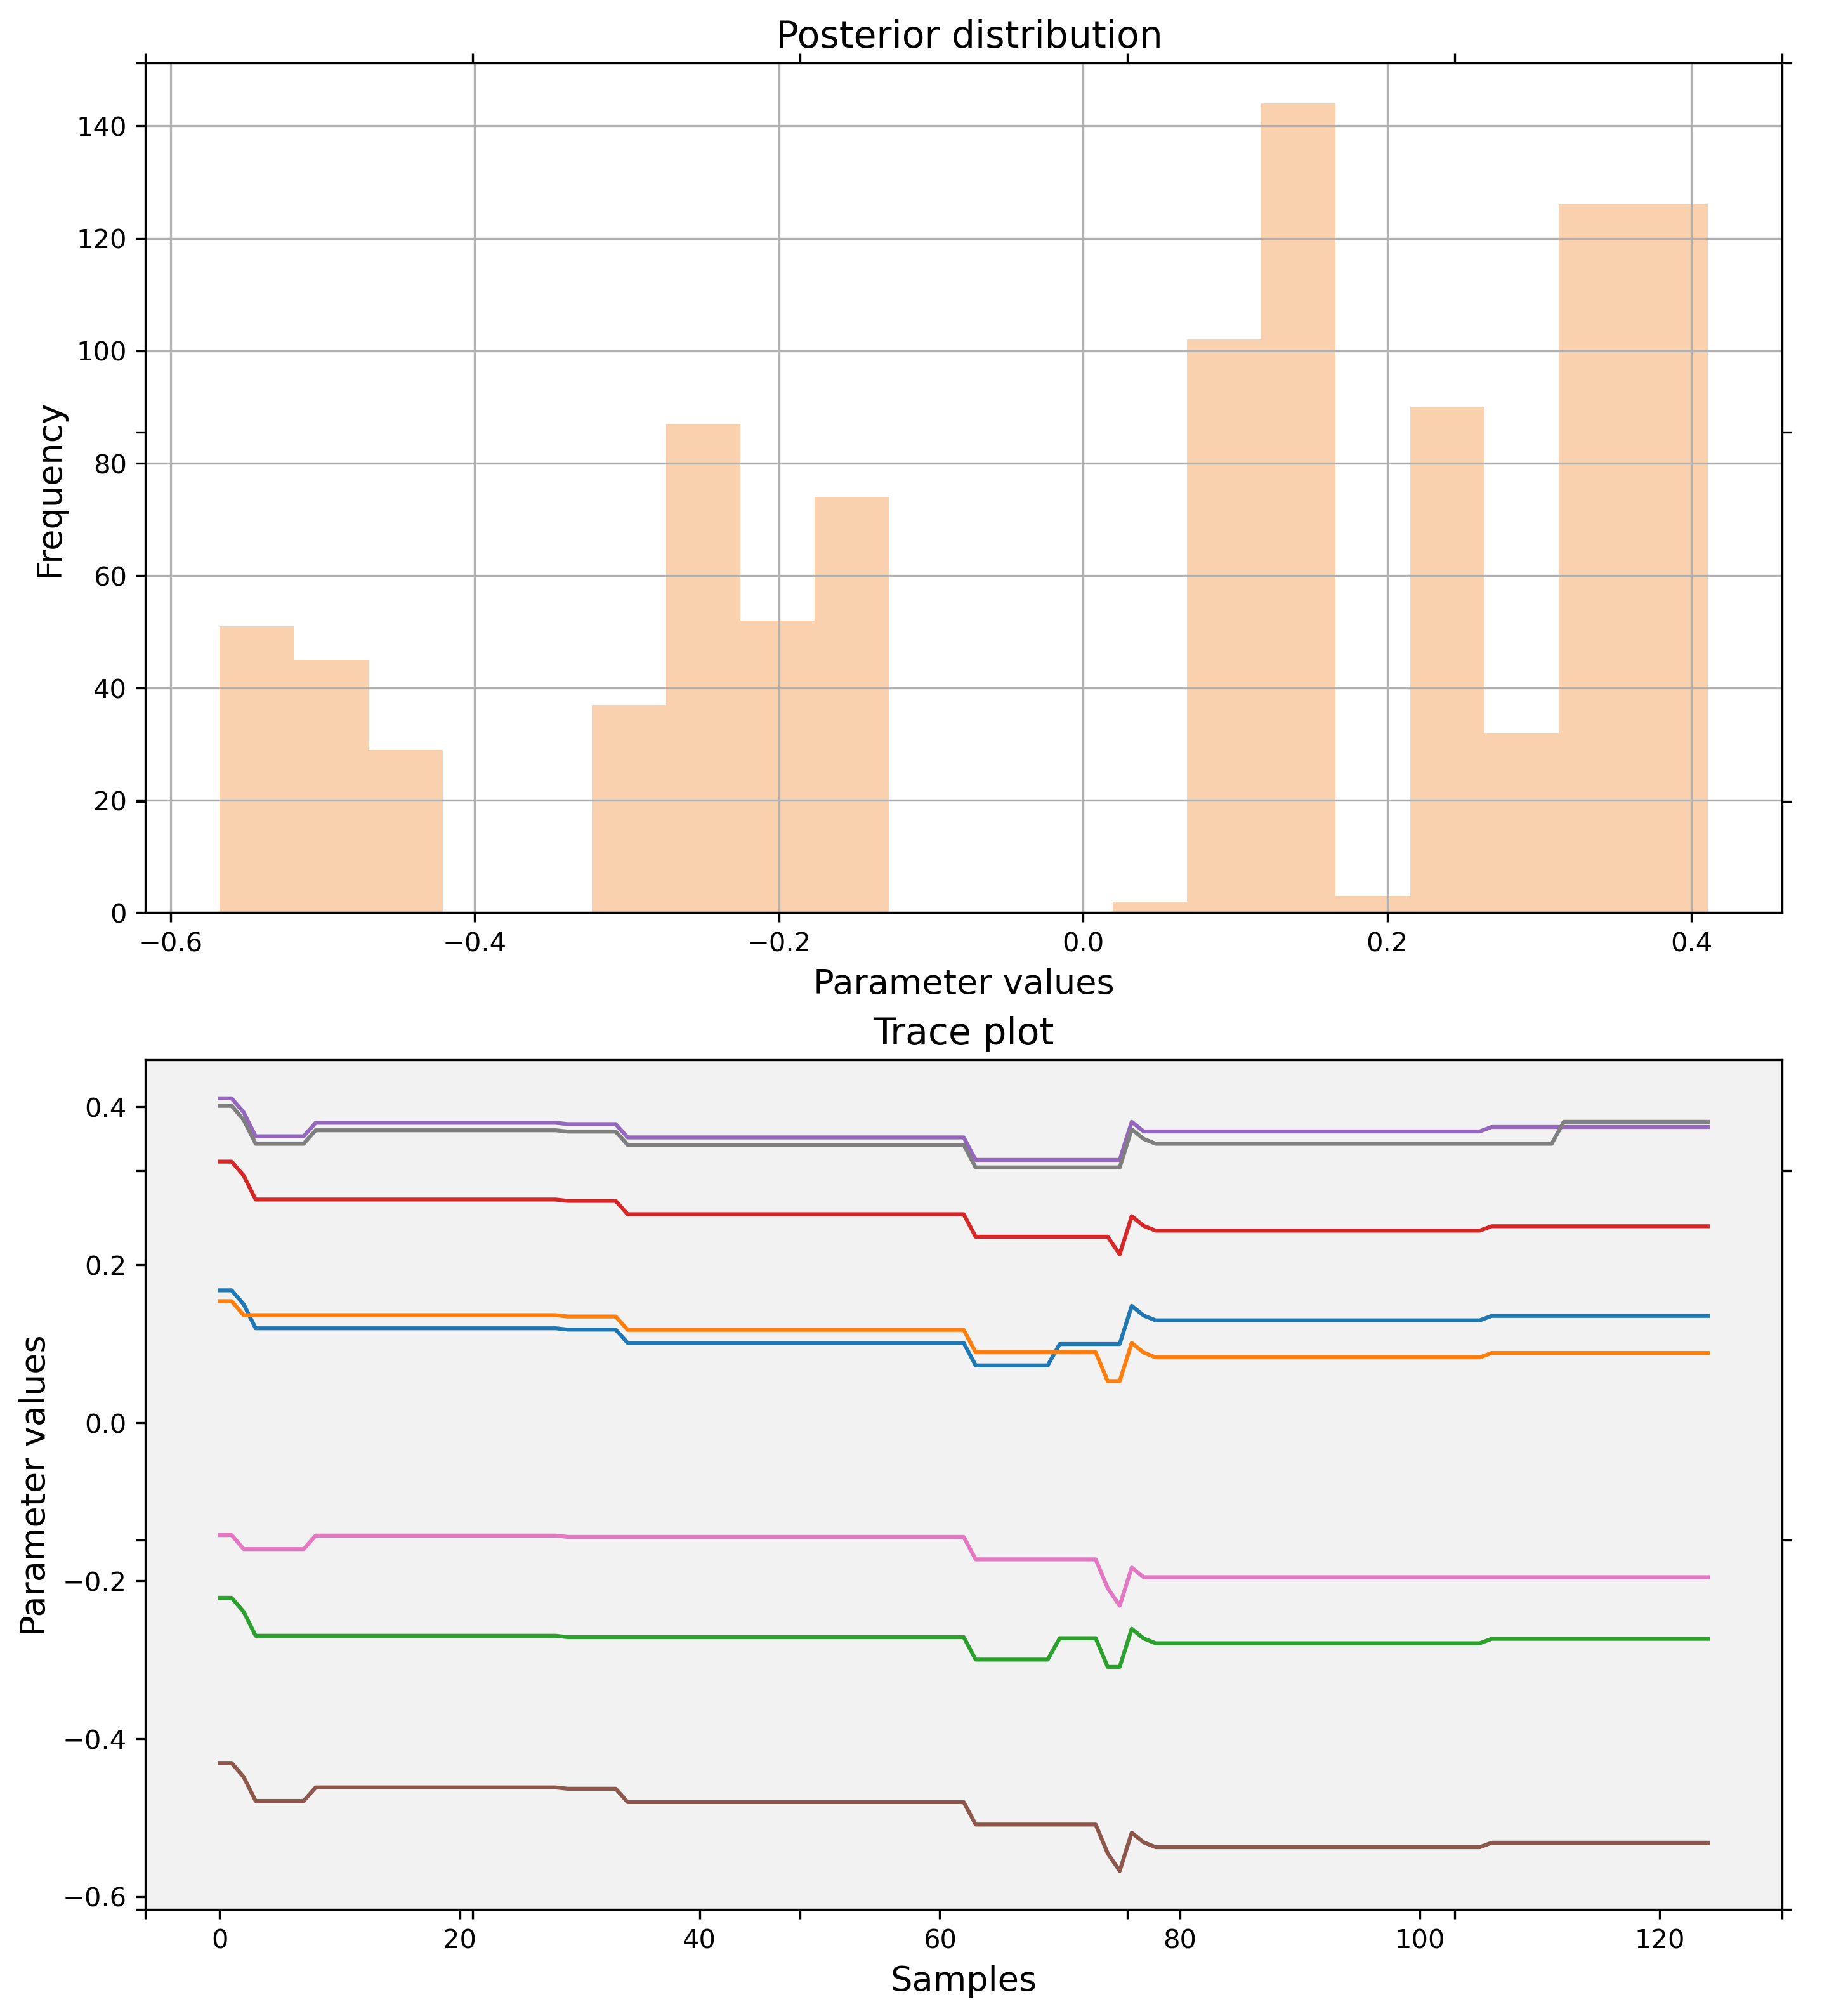 Posterior distribution
140
120
100
80
60
40
20
0
Frequency
−0.6 −0.4 −0.2 0.0 0.2 0.4
Parameter values
Trace plot
0.4
0.2
0.0
−0.2
−0.4
−0.6
Parameter values
0 20 40 60 80 100 120
Samples